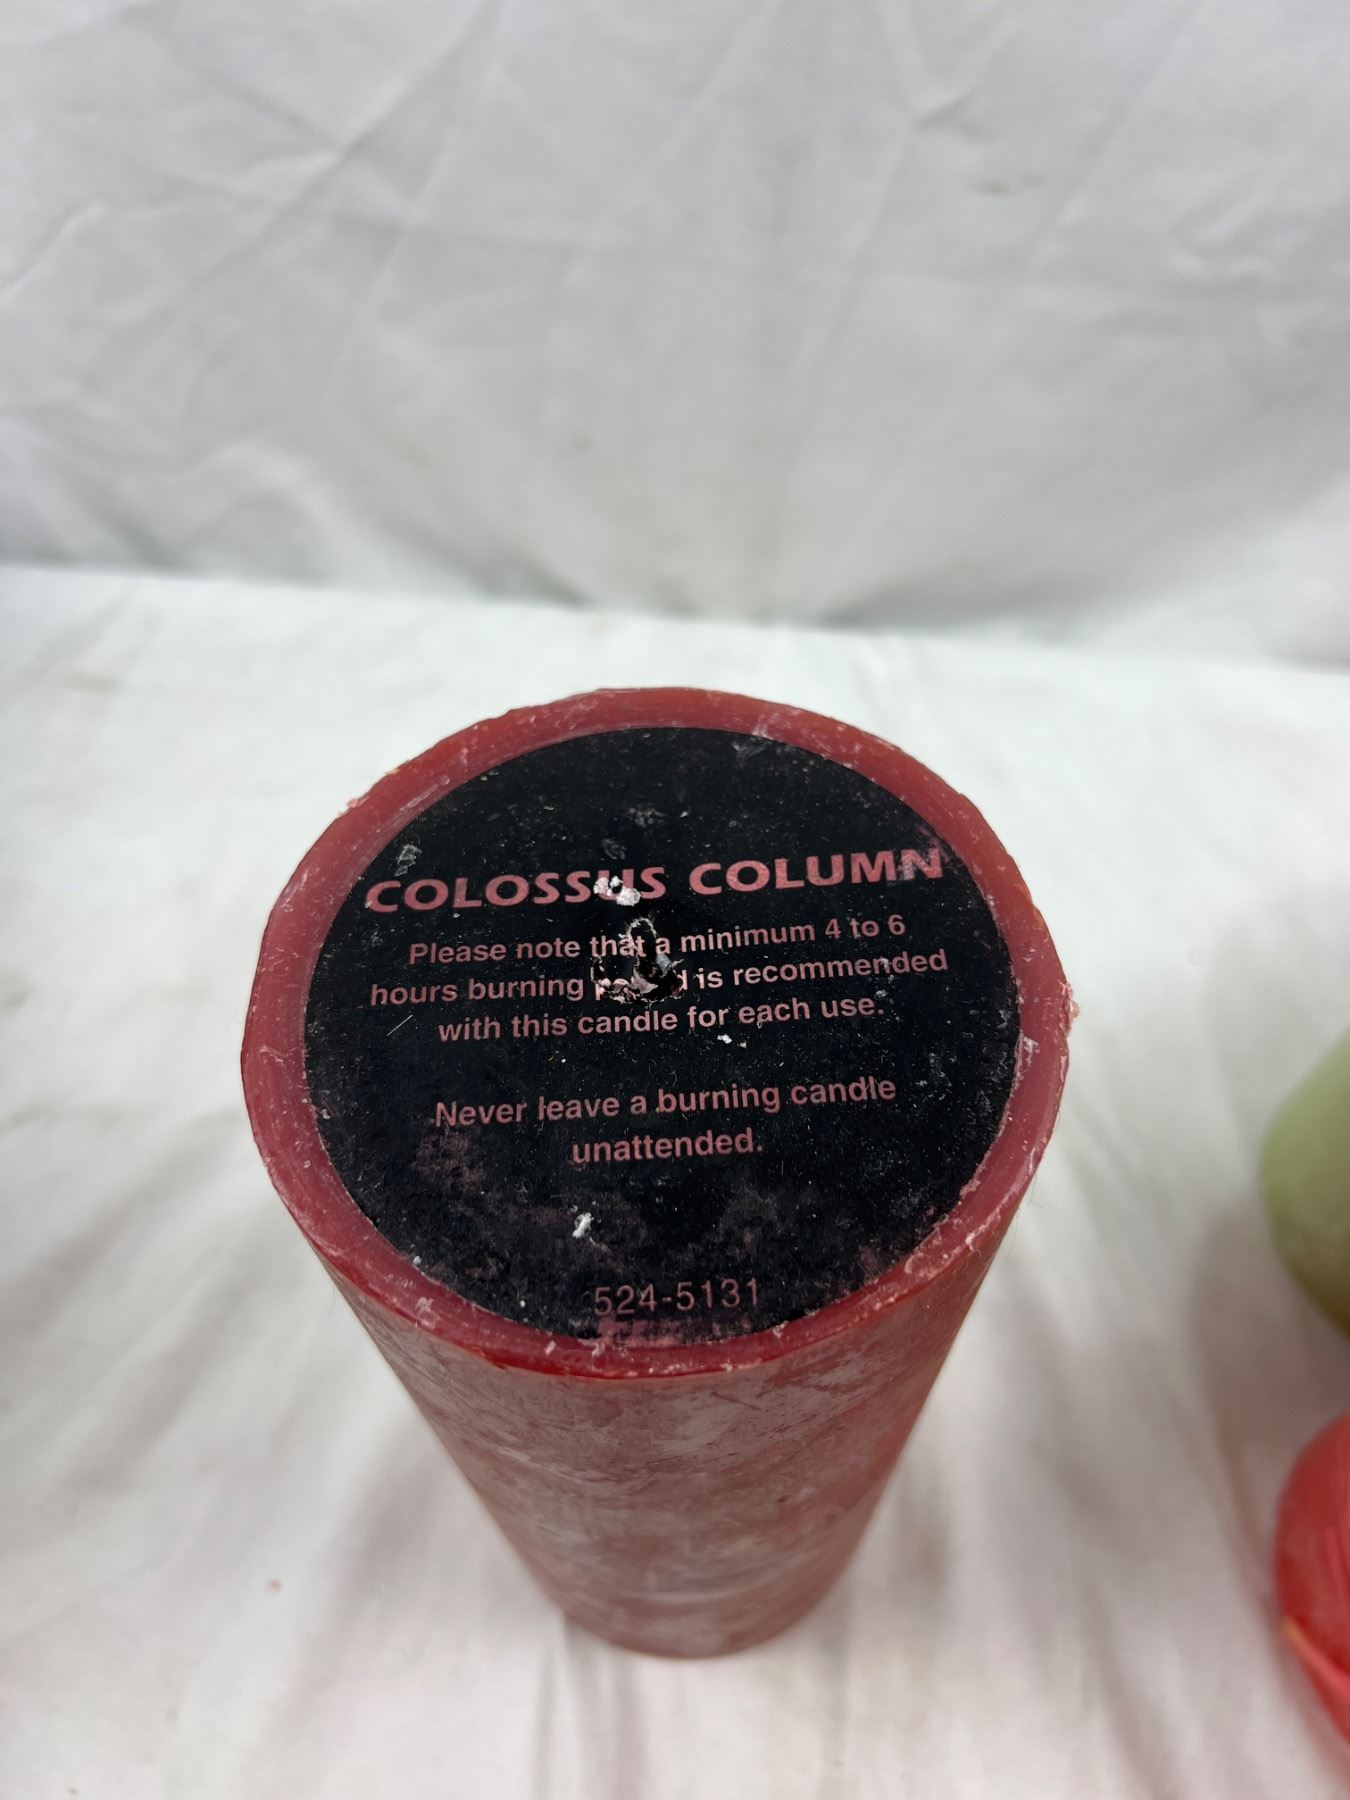 COLOSSUS COLUMN
Please note that a minimum 4 to 6
hours burning is recommended
with this candle for each use.
Never leave a burning candle
unattended.
524-5131